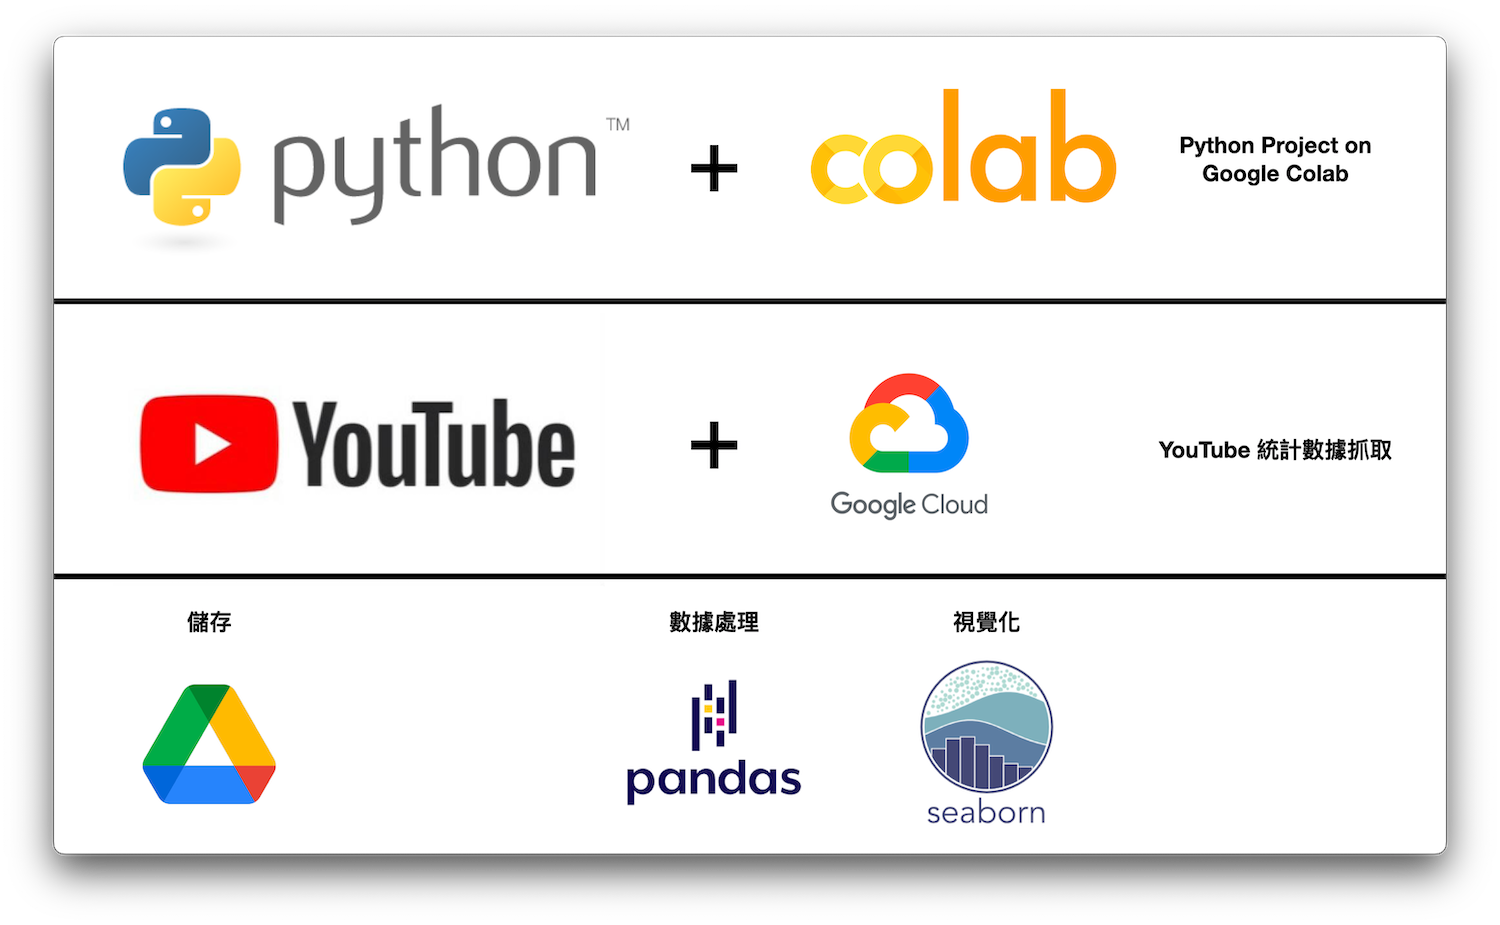 python™
colab
Python Project on
Google Colab
YouTube
Google Cloud
YouTube 統計數據抓取
儲存
數據處理
視覺化
pandas
seaborn